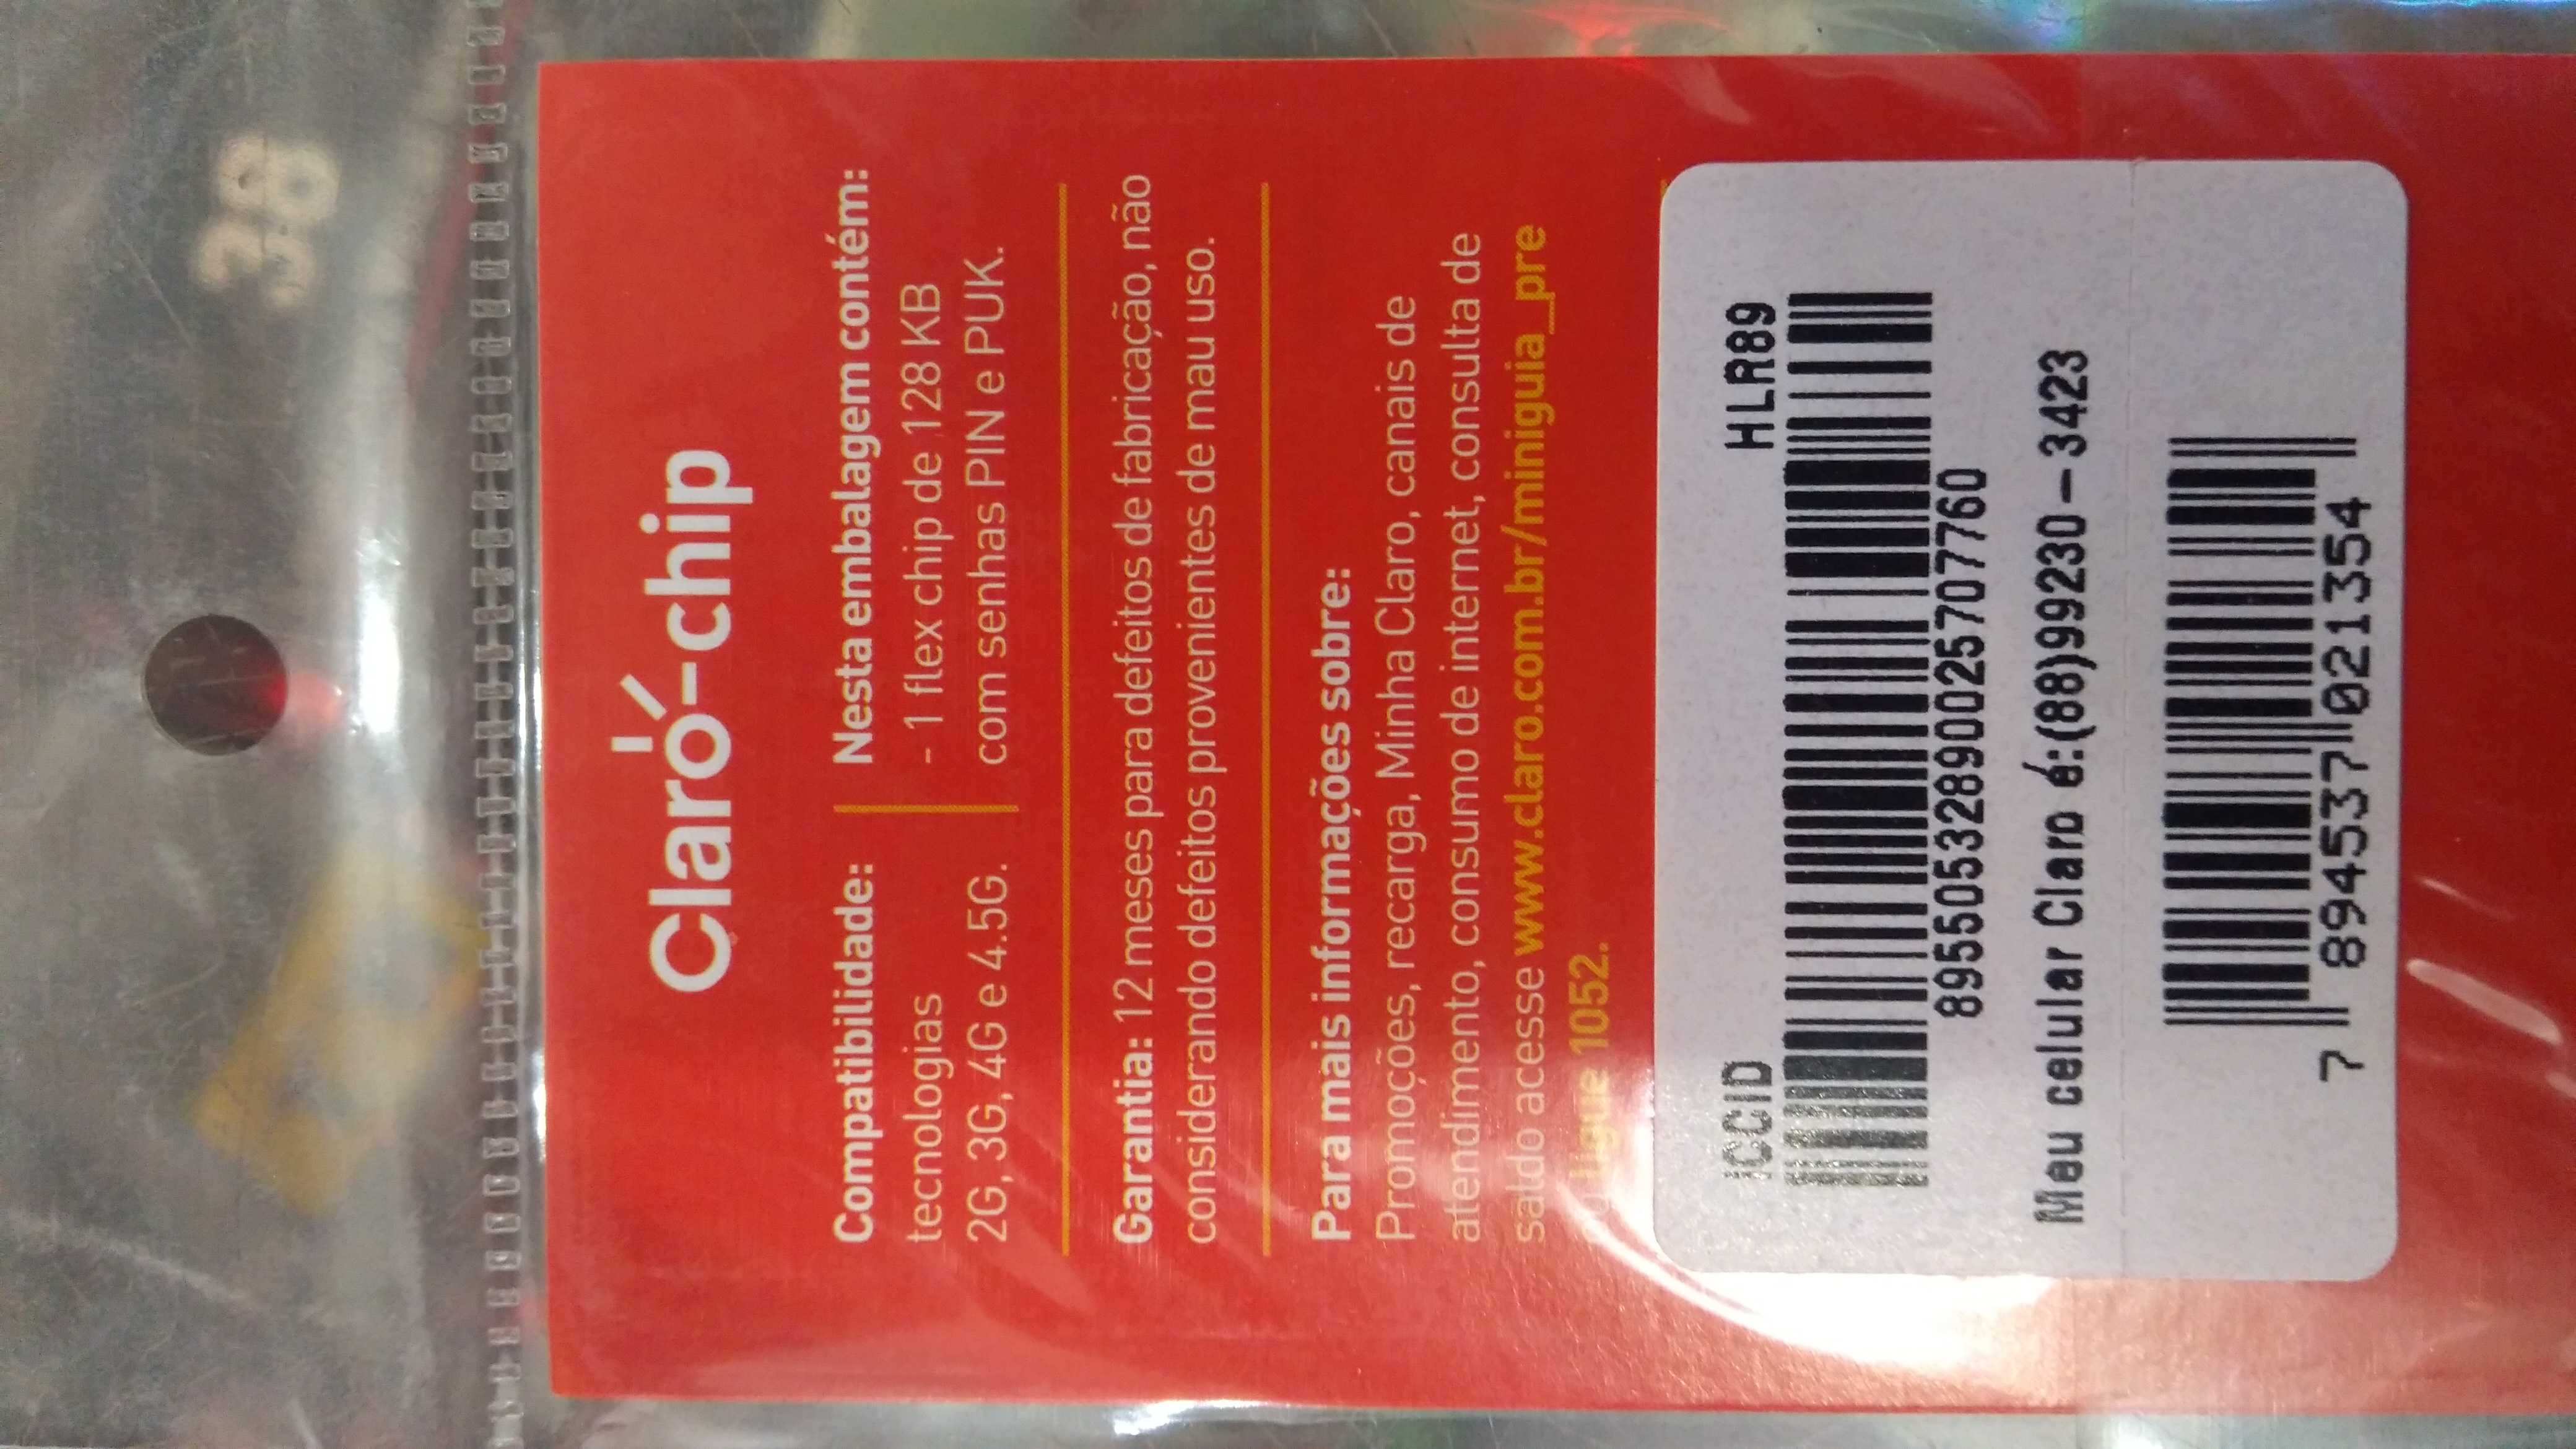 38
Claro-chip
Compatibilidade:
tecnologias
2G, 3G, 4G e 4.5G.
Nesta embalagem contém:
- 1 flex chip de 128 KB
com senhas PIN e PUK.
Garantia: 12 meses para defeitos de fabricação, não
considerando defeitos provenientes de mau uso.
Para mais informações sobre:
Promoções, recarga, Minha Claro, canais de
atendimento, consumo de internet, consulta de
saldo acesse www.claro.com.br/miniguia_pre
ou ligue 1052.
ICCID HLR89
89550532890025707760
Meu celular Claro é:(88)99230-3423
7 894537 021354